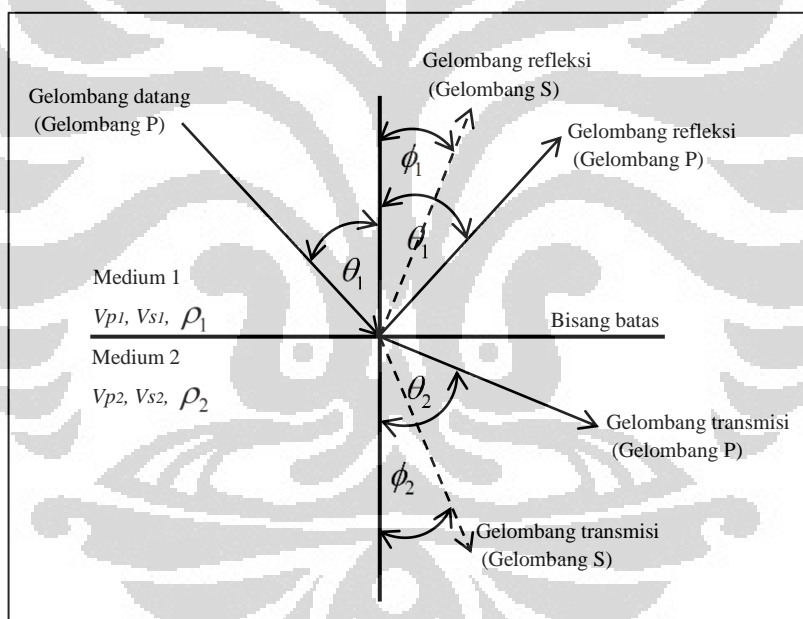 Gelombang refleksi
(Gelombang S)
Gelombang datang
(Gelombang P)
Gelombang refleksi
(Gelombang P)
ϕ1
θ1
θ1
Medium 1
Vp1, Vs1, ρ1
Bisang batas
Medium 2
Vp2, Vs2, ρ2
θ2
Gelombang transmisi
(Gelombang P)
ϕ2
Gelombang transmisi
(Gelombang S)